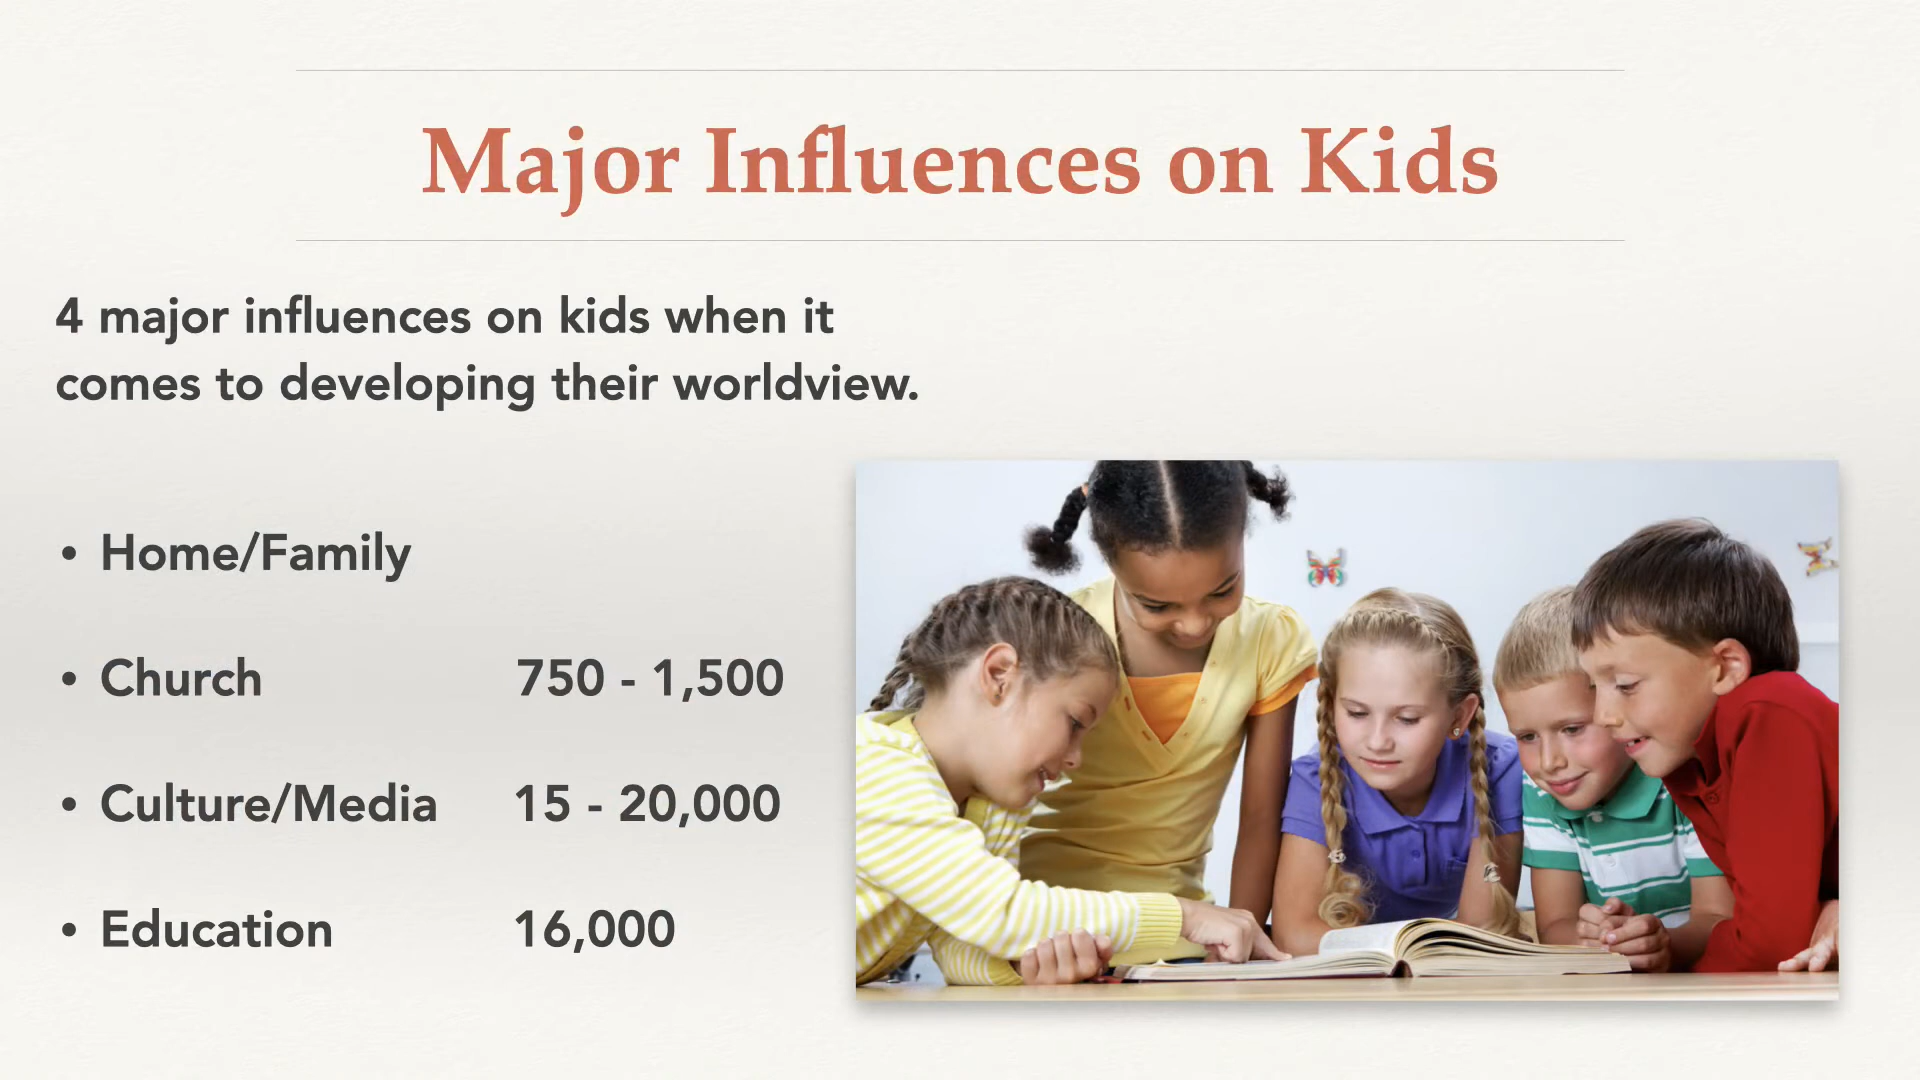 Major Influences on Kids
4 major influences on kids when it
comes to developing their worldview.
• Home/Family
• Church 750 - 1,500
• Culture/Media 15 - 20,000
• Education 16,000